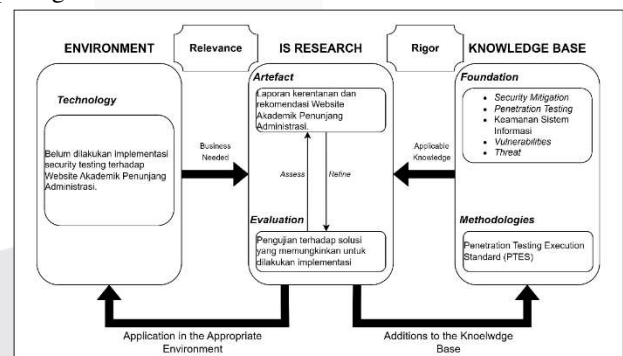 ENVIRONMENT
Relevance
IS RESEARCH
Rigor
KNOWLEDGE BASE
Technology
Belum dilakukan Implementasi
security testing terhadap
Website Akademik Penunjang
Administrasi.
Business
Needed
Artefact
Laporan kerentanan dan
rekomendasi Website
Akademik Penunjang
Administrasi.
Assess
Refine
Evaluation
Pengujian terhadap solusi
yang memungkinkan untuk
dilakukan implementasi
Applicable
Knowledge
Foundation
• Security Mitigation
• Penetration Testing
• Keamanan Sistem
Informasi
• Vulnerabilities
• Threat
Methodologies
Penetration Testing Execution
Standard (PTES)
Application in the Appropriate
Environment
Additions to the Knoelwdge
Base